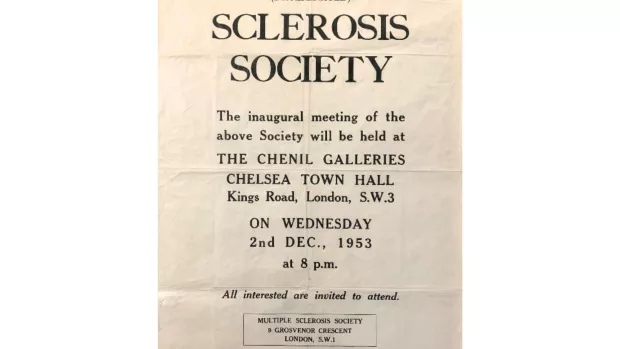 SCLEROSIS
SOCIETY
The inaugural meeting of the
above Society will be held at
THE CHENIL GALLERIES
CHELSEA TOWN HALL
Kings Road, London, S.W.3
ON WEDNESDAY
2nd DEC., 1953
at 8 p.m.
All interested are invited to attend.
MULTIPLE SCLEROSIS SOCIETY
9 GROSVENOR CRESCENT
LONDON, S.W.1